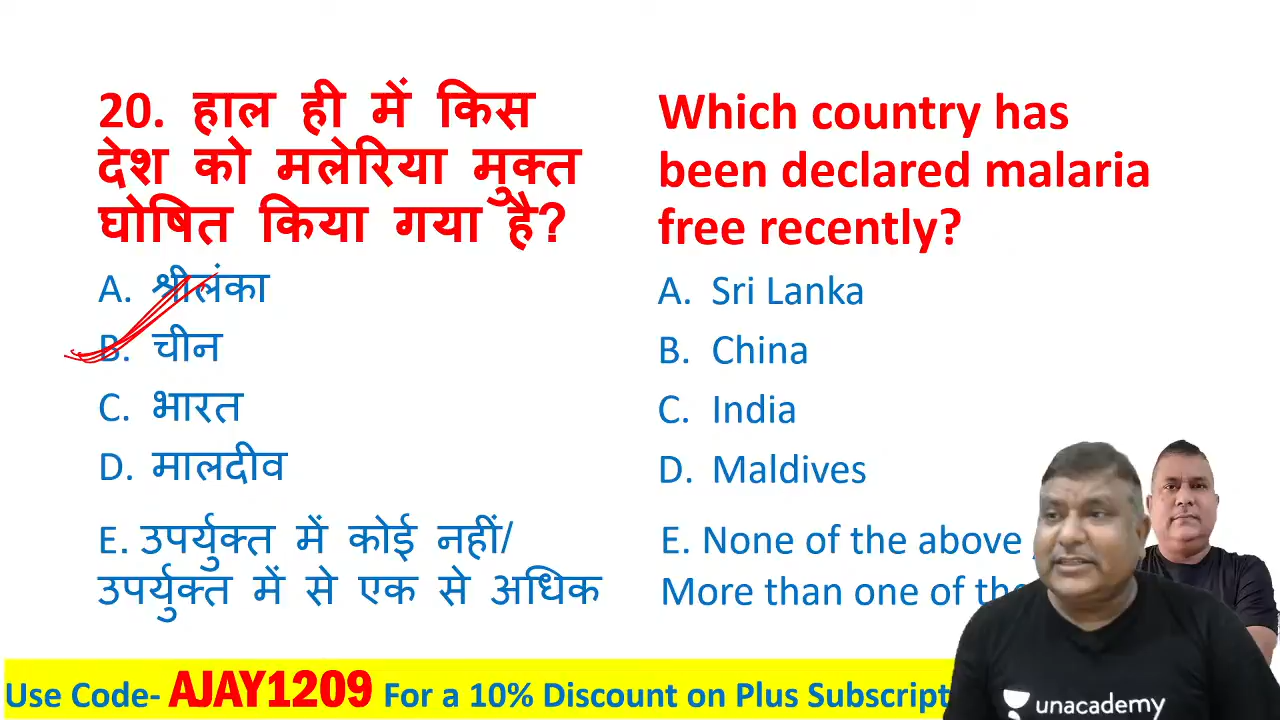 20. हाल ही में किस
देश को मलेरिया मुक्त
घोषित किया गया है?
A. श्रीलंका
B. चीन
C. भारत
D. मालदीव
E. उपर्युक्त में कोई नहीं/
उपर्युक्त में से एक से अधिक
Which country has
been declared malaria
free recently?
A. Sri Lanka
B. China
C. India
D. Maldives
E. None of the above
More than one of
Use Code- AJAY1209 For a 10% Discount on Plus
unacademy